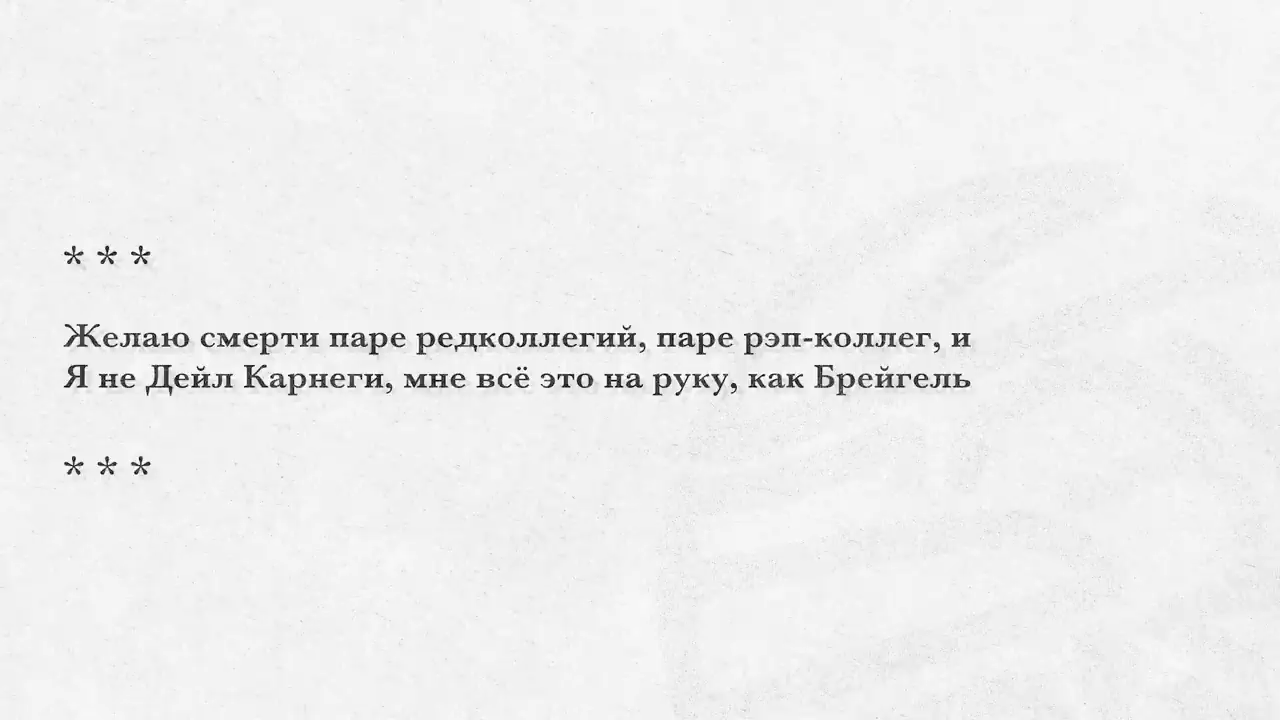 * * *
Желаю смерти паре редколлегий, паре рэп-коллег, и
Я не Дейл Карнеги, мне всё это на руку, как Брейгель
* * *